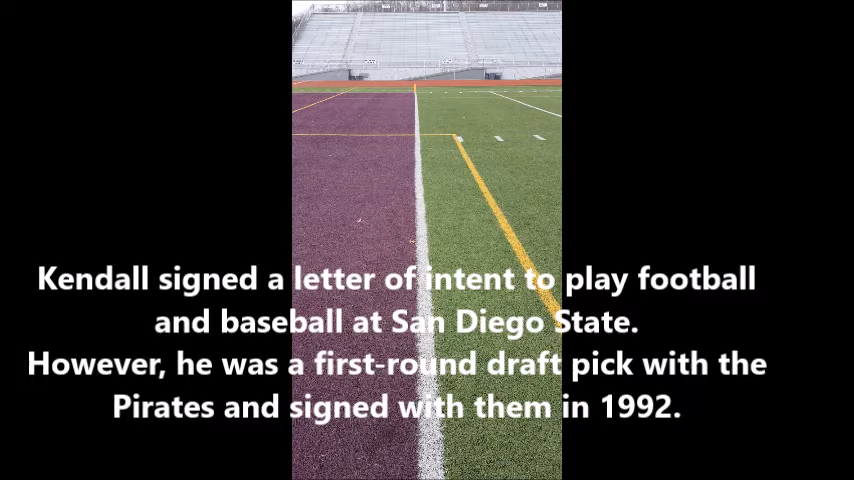 Kendall signed a letter of intent to play football
and baseball at San Diego State.
However, he was a first-round draft pick with the
Pirates and signed with them in 1992.